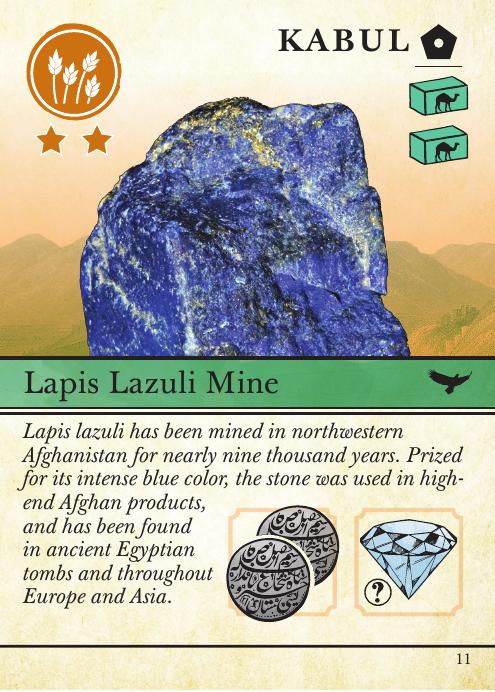 KABUL
Lapis Lazuli Mine
Lapis lazuli has been mined in northwestern
Afghanistan for nearly nine thousand years. Prized
for its intense blue color, the stone was used in high-
end Afghan products,
and has been found
in ancient Egyptian
tombs and throughout
Europe and Asia.
?
11